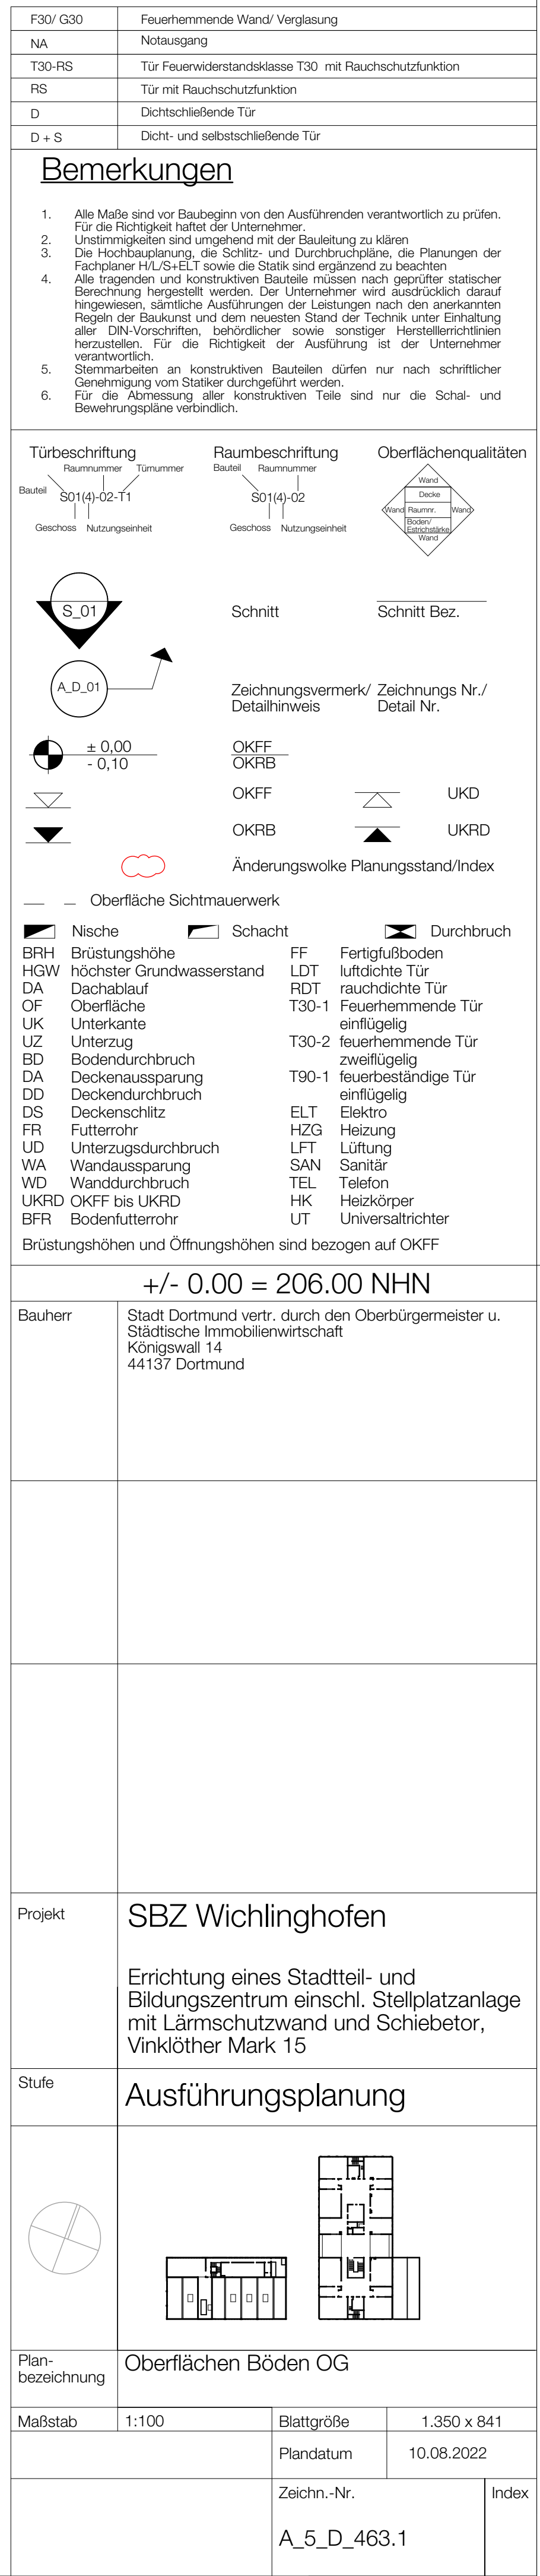 F30/ G30 Feuerhemmende Wand/ Verglasung
NA Notausgang
T30-RS Tür Feuerwiderstandsklasse T30 mit Rauchschutzfunktion
RS Tür mit Rauchschutzfunktion
D Dichtschließende Tür
D + S Dicht- und selbstschließende Tür
Bemerkungen
1. Alle Maße sind vor Baubeginn von den Ausführenden verantwortlich zu prüfen.
Für die Richtigkeit haftet der Unternehmer.
2. Unstimmigkeiten sind umgehend mit der Bauleitung zu klären
3. Die Hochbauplanung, die Schlitz- und Durchbruchpläne, die Planungen der
Fachplaner H/L/S+ELT sowie die Statik sind ergänzend zu beachten
4. Alle tragenden und konstruktiven Bauteile müssen nach geprüfter statischer
Berechnung hergestellt werden. Der Unternehmer wird ausdrücklich darauf
hingewiesen, sämtliche Ausführungen der Leistungen nach den anerkannten
Regeln der Baukunst und dem neuesten Stand der Technik unter Einhaltung
aller DIN-Vorschriften, behördlicher sowie sonstiger Herstelllerrichtlinien
herzustellen. Für die Richtigkeit der Ausführung ist der Unternehmer
verantwortlich.
5. Stemmarbeiten an konstruktiven Bauteilen dürfen nur nach schriftlicher
Genehmigung vom Statiker durchgeführt werden.
6. Für die Abmessung aller konstruktiven Teile sind nur die Schal- und
Bewehrungspläne verbindlich.
Türbeschriftung
Raumnummer Türnummer
Bauteil
S01(4)-02-T1
Geschoss Nutzungseinheit
Raumbeschriftung
Bauteil Raumnummer
S01(4)-02
Geschoss Nutzungseinheit
Oberflächenqualitäten
Wand
Decke
Wand Raumnr. Wand
Boden/
Estrichstärke
Wand
S_01 Schnitt Schnitt Bez.
A_D_01 Zeichnungsvermerk/ Zeichnungs Nr./
Detailhinweis Detail Nr.
± 0,00 OKFF
- 0,10 OKRB
OKFF UKD
OKRB UKRD
Änderungswolke Planungsstand/Index
Oberfläche Sichtmauerwerk
Nische Schacht Durchbruch
BRH Brüstungshöhe FF Fertigfußboden
HGW höchster Grundwasserstand LDT luftdichte Tür
DA Dachablauf RDT rauchdichte Tür
OF Oberfläche T30-1 Feuerhemmende Tür
UK Unterkante einflügelig
UZ Unterzug T30-2 feuerhemmende Tür
BD Bodendurchbruch zweiflügelig
DA Deckenaussparung T90-1 feuerbeständige Tür
DD Deckendurchbruch einflügelig
DS Deckenschlitz ELT Elektro
FR Futterrohr HZG Heizung
UD Unterzugsdurchbruch LFT Lüftung
WA Wandaussparung SAN Sanitär
WD Wanddurchbruch TEL Telefon
UKRD OKFF bis UKRD HK Heizkörper
BFR Bodenfutterrohr UT Universaltrichter
Brüstungshöhen und Öffnungshöhen sind bezogen auf OKFF
+/- 0.00 = 206.00 NHN
Bauherr Stadt Dortmund vertr. durch den Oberbürgermeister u.
Städtische Immobilienwirtschaft
Königswall 14
44137 Dortmund
Projekt SBZ Wichlinghofen
Errichtung eines Stadtteil- und
Bildungszentrum einschl. Stellplatzanlage
mit Lärmschutzwand und Schiebetor,
Vinklöther Mark 15
Stufe Ausführungsplanung
Plan-
bezeichnung Oberflächen Böden OG
Maßstab 1:100 Blattgröße 1.350 x 841
Plandatum 10.08.2022
Zeichn.-Nr. Index
A_5_D_463.1